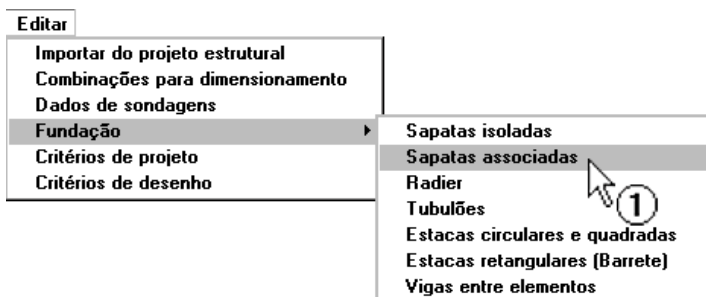 Editar
Importar do projeto estrutural
Combinações para dimensionamento
Dados de sondagens
Fundação
Critérios de projeto
Critérios de desenho
Sapatas isoladas
Sapatas associadas
1
Radier
Tubulões
Estacas circulares e quadradas
Estacas retangulares (Barrete)
Vigas entre elementos